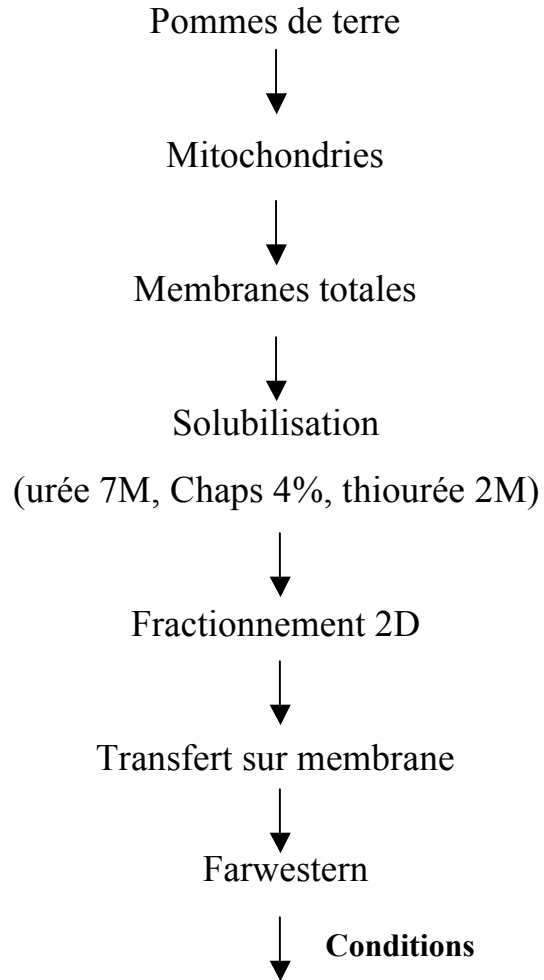 Pommes de terre
Mitochondries
Membranes totales
Solubilisation
(urée 7M, Chaps 4%, thiourée 2M)
Fractionnement 2D
Transfert sur membrane
Farwestern
Conditions